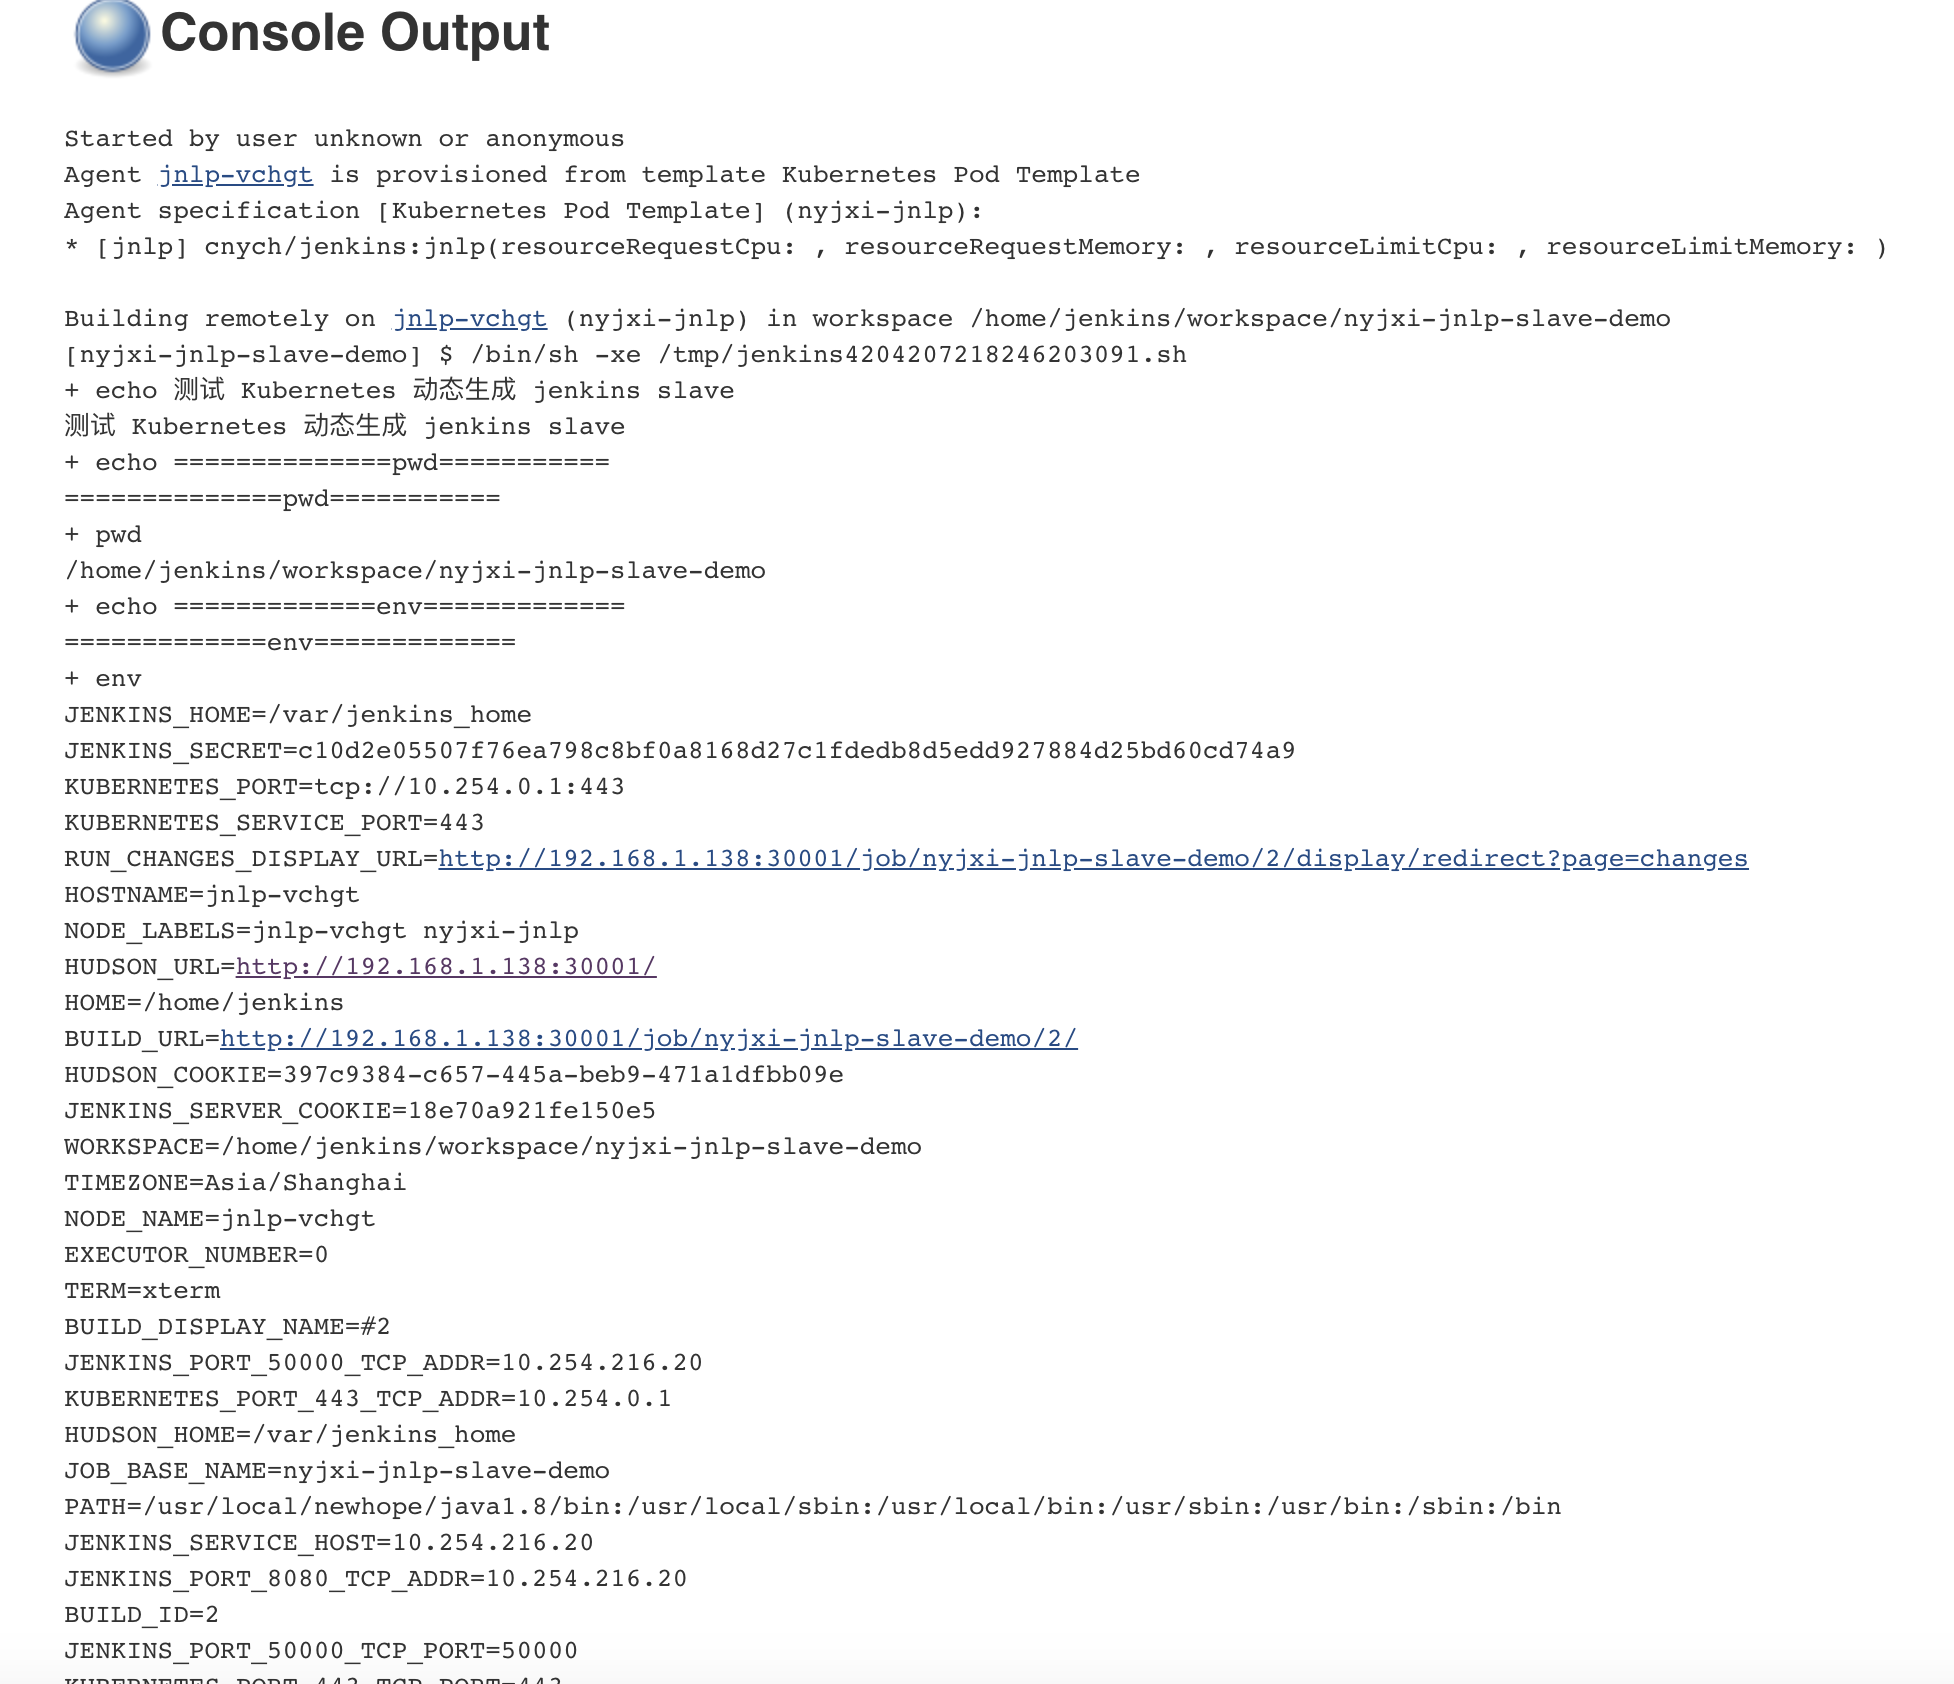 Console Output
Started by user unknown or anonymous
Agent jnlp-vchgt is provisioned from template Kubernetes Pod Template
Agent specification [Kubernetes Pod Template] (nyjxi-jnlp):
* [jnlp] cnych/jenkins:jnlp(resourceRequestCpu: , resourceRequestMemory: , resourceLimitCpu: , resourceLimitMemory: )
Building remotely on jnlp-vchgt (nyjxi-jnlp) in workspace /home/jenkins/workspace/nyjxi-jnlp-slave-demo
[nyjxi-jnlp-slave-demo] $ /bin/sh -xe /tmp/jenkins4204207218246203091.sh
+ echo 测试 Kubernetes 动态生成 jenkins slave
测试 Kubernetes 动态生成 jenkins slave
+ echo ==============pwd===========
==============pwd===========
+ pwd
/home/jenkins/workspace/nyjxi-jnlp-slave-demo
+ echo =============env=============
=============env=============
+ env
JENKINS_HOME=/var/jenkins_home
JENKINS_SECRET=c10d2e05507f76ea798c8bf0a8168d27c1fdedb8d5edd927884d25bd60cd74a9
KUBERNETES_PORT=tcp://10.254.0.1:443
KUBERNETES_SERVICE_PORT=443
RUN_CHANGES_DISPLAY_URL=http://192.168.1.138:30001/job/nyjxi-jnlp-slave-demo/2/display/redirect?page=changes
HOSTNAME=jnlp-vchgt
NODE_LABELS=jnlp-vchgt nyjxi-jnlp
HUDSON_URL=http://192.168.1.138:30001/
HOME=/home/jenkins
BUILD_URL=http://192.168.1.138:30001/job/nyjxi-jnlp-slave-demo/2/
HUDSON_COOKIE=397c9384-c657-445a-beb9-471a1dfbb09e
JENKINS_SERVER_COOKIE=18e70a921fe150e5
WORKSPACE=/home/jenkins/workspace/nyjxi-jnlp-slave-demo
TIMEZONE=Asia/Shanghai
NODE_NAME=jnlp-vchgt
EXECUTOR_NUMBER=0
TERM=xterm
BUILD_DISPLAY_NAME=#2
JENKINS_PORT_50000_TCP_ADDR=10.254.216.20
KUBERNETES_PORT_443_TCP_ADDR=10.254.0.1
HUDSON_HOME=/var/jenkins_home
JOB_BASE_NAME=nyjxi-jnlp-slave-demo
PATH=/usr/local/newhope/java1.8/bin:/usr/local/sbin:/usr/local/bin:/usr/sbin:/usr/bin:/sbin:/bin
JENKINS_SERVICE_HOST=10.254.216.20
JENKINS_PORT_8080_TCP_ADDR=10.254.216.20
BUILD_ID=2
JENKINS_PORT_50000_TCP_PORT=50000
KUBERNETES_PORT_443_TCP_PORT=443